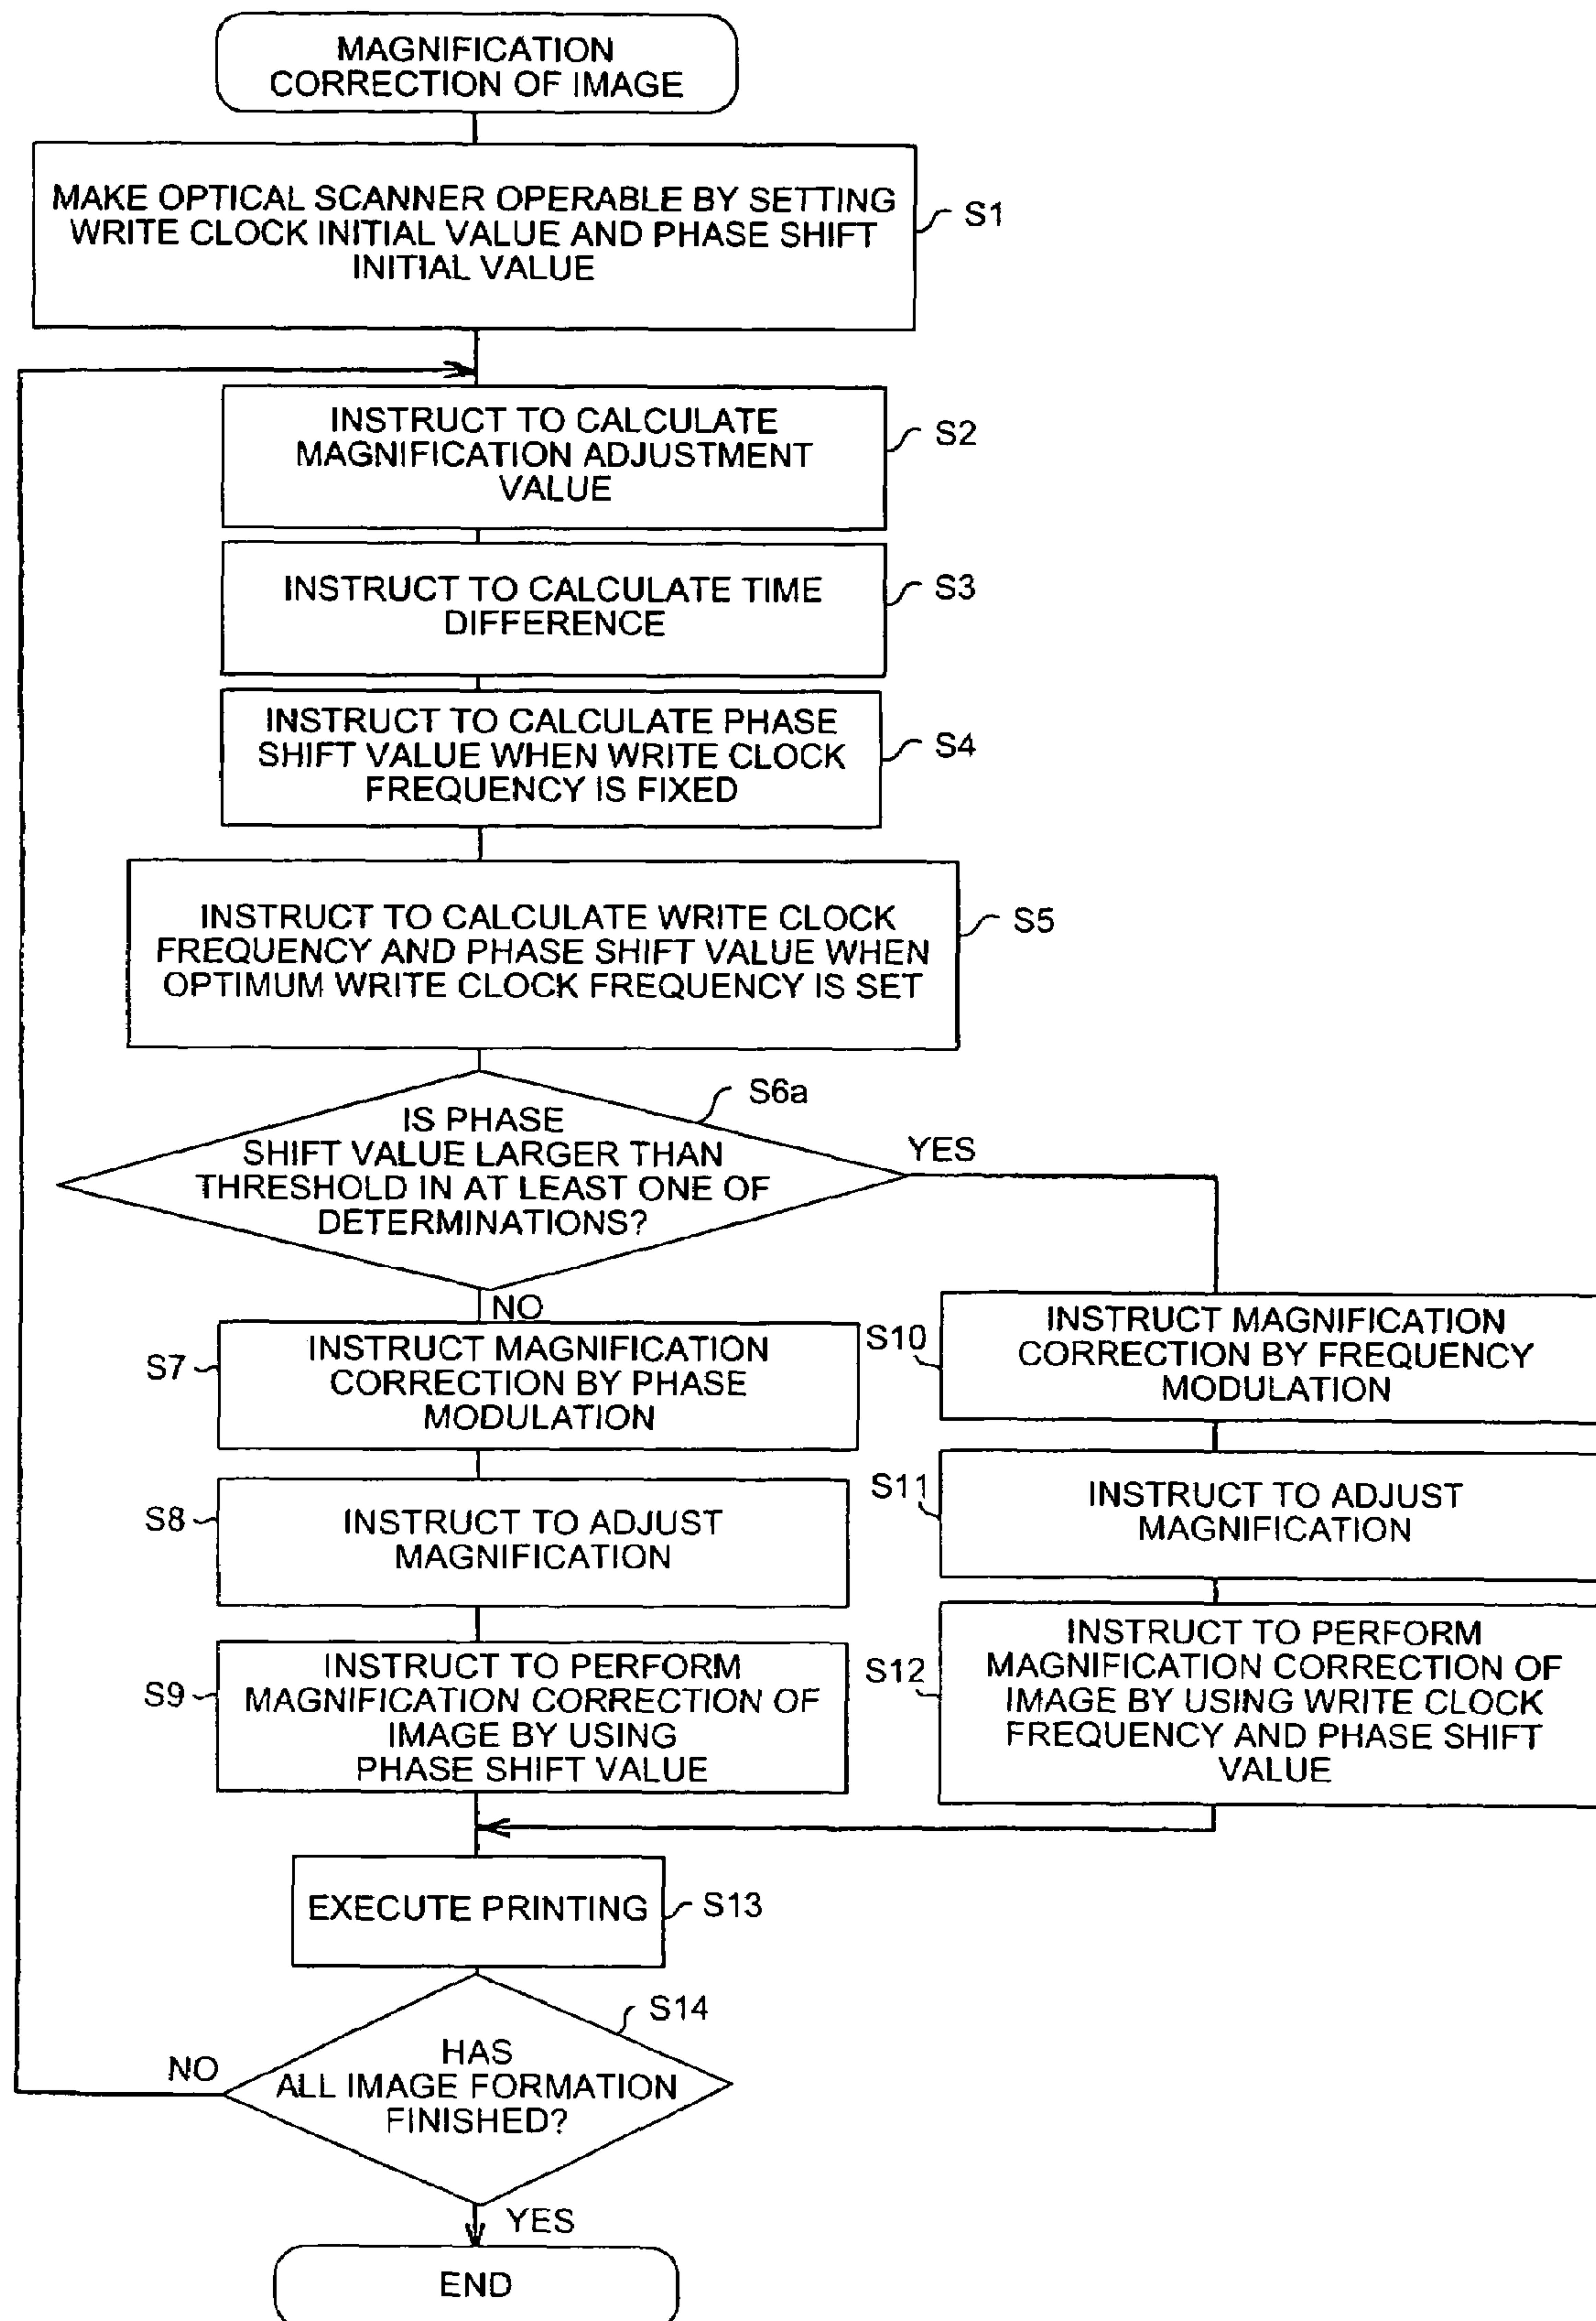 MAGNIFICATION
CORRECTION OF IMAGE
MAKE OPTICAL SCANNER OPERABLE BY SETTING
WRITE CLOCK INITIAL VALUE AND PHASE SHIFT
INITIAL VALUE
S1
INSTRUCT TO CALCULATE
MAGNIFICATION ADJUSTMENT
VALUE
S2
INSTRUCT TO CALCULATE TIME
DIFFERENCE
S3
INSTRUCT TO CALCULATE PHASE
SHIFT VALUE WHEN WRITE CLOCK
FREQUENCY IS FIXED
S4
INSTRUCT TO CALCULATE WRITE CLOCK
FREQUENCY AND PHASE SHIFT VALUE WHEN
OPTIMUM WRITE CLOCK FREQUENCY IS SET
S5
S6a
IS PHASE
SHIFT VALUE LARGER THAN
THRESHOLD IN AT LEAST ONE OF
DETERMINATIONS?
YES
NO
S7
INSTRUCT MAGNIFICATION
CORRECTION BY PHASE
MODULATION
S8
INSTRUCT TO ADJUST
MAGNIFICATION
S9
INSTRUCT TO PERFORM
MAGNIFICATION CORRECTION OF
IMAGE BY USING
PHASE SHIFT VALUE
S10
INSTRUCT MAGNIFICATION
CORRECTION BY FREQUENCY
MODULATION
S11
INSTRUCT TO ADJUST
MAGNIFICATION
S12
INSTRUCT TO PERFORM
MAGNIFICATION CORRECTION OF
IMAGE BY USING WRITE CLOCK
FREQUENCY AND PHASE SHIFT
VALUE
EXECUTE PRINTING
S13
S14
HAS
ALL IMAGE FORMATION
FINISHED?
NO
YES
END